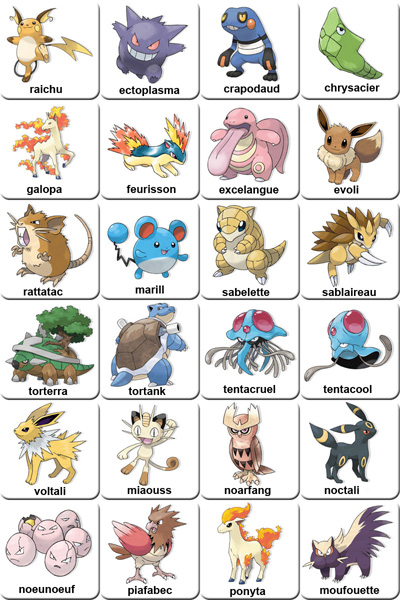 raichu
ectoplasma
crapodaud
chrysacier
galopa
feurisson
excelangue
evoli
rattatac
marill
sabelette
sablaireau
torterra
tortank
tentacruel
tentacool
voltali
miaouss
noarfang
noctali
noeunoeuf
piafabec
ponyta
moufouette